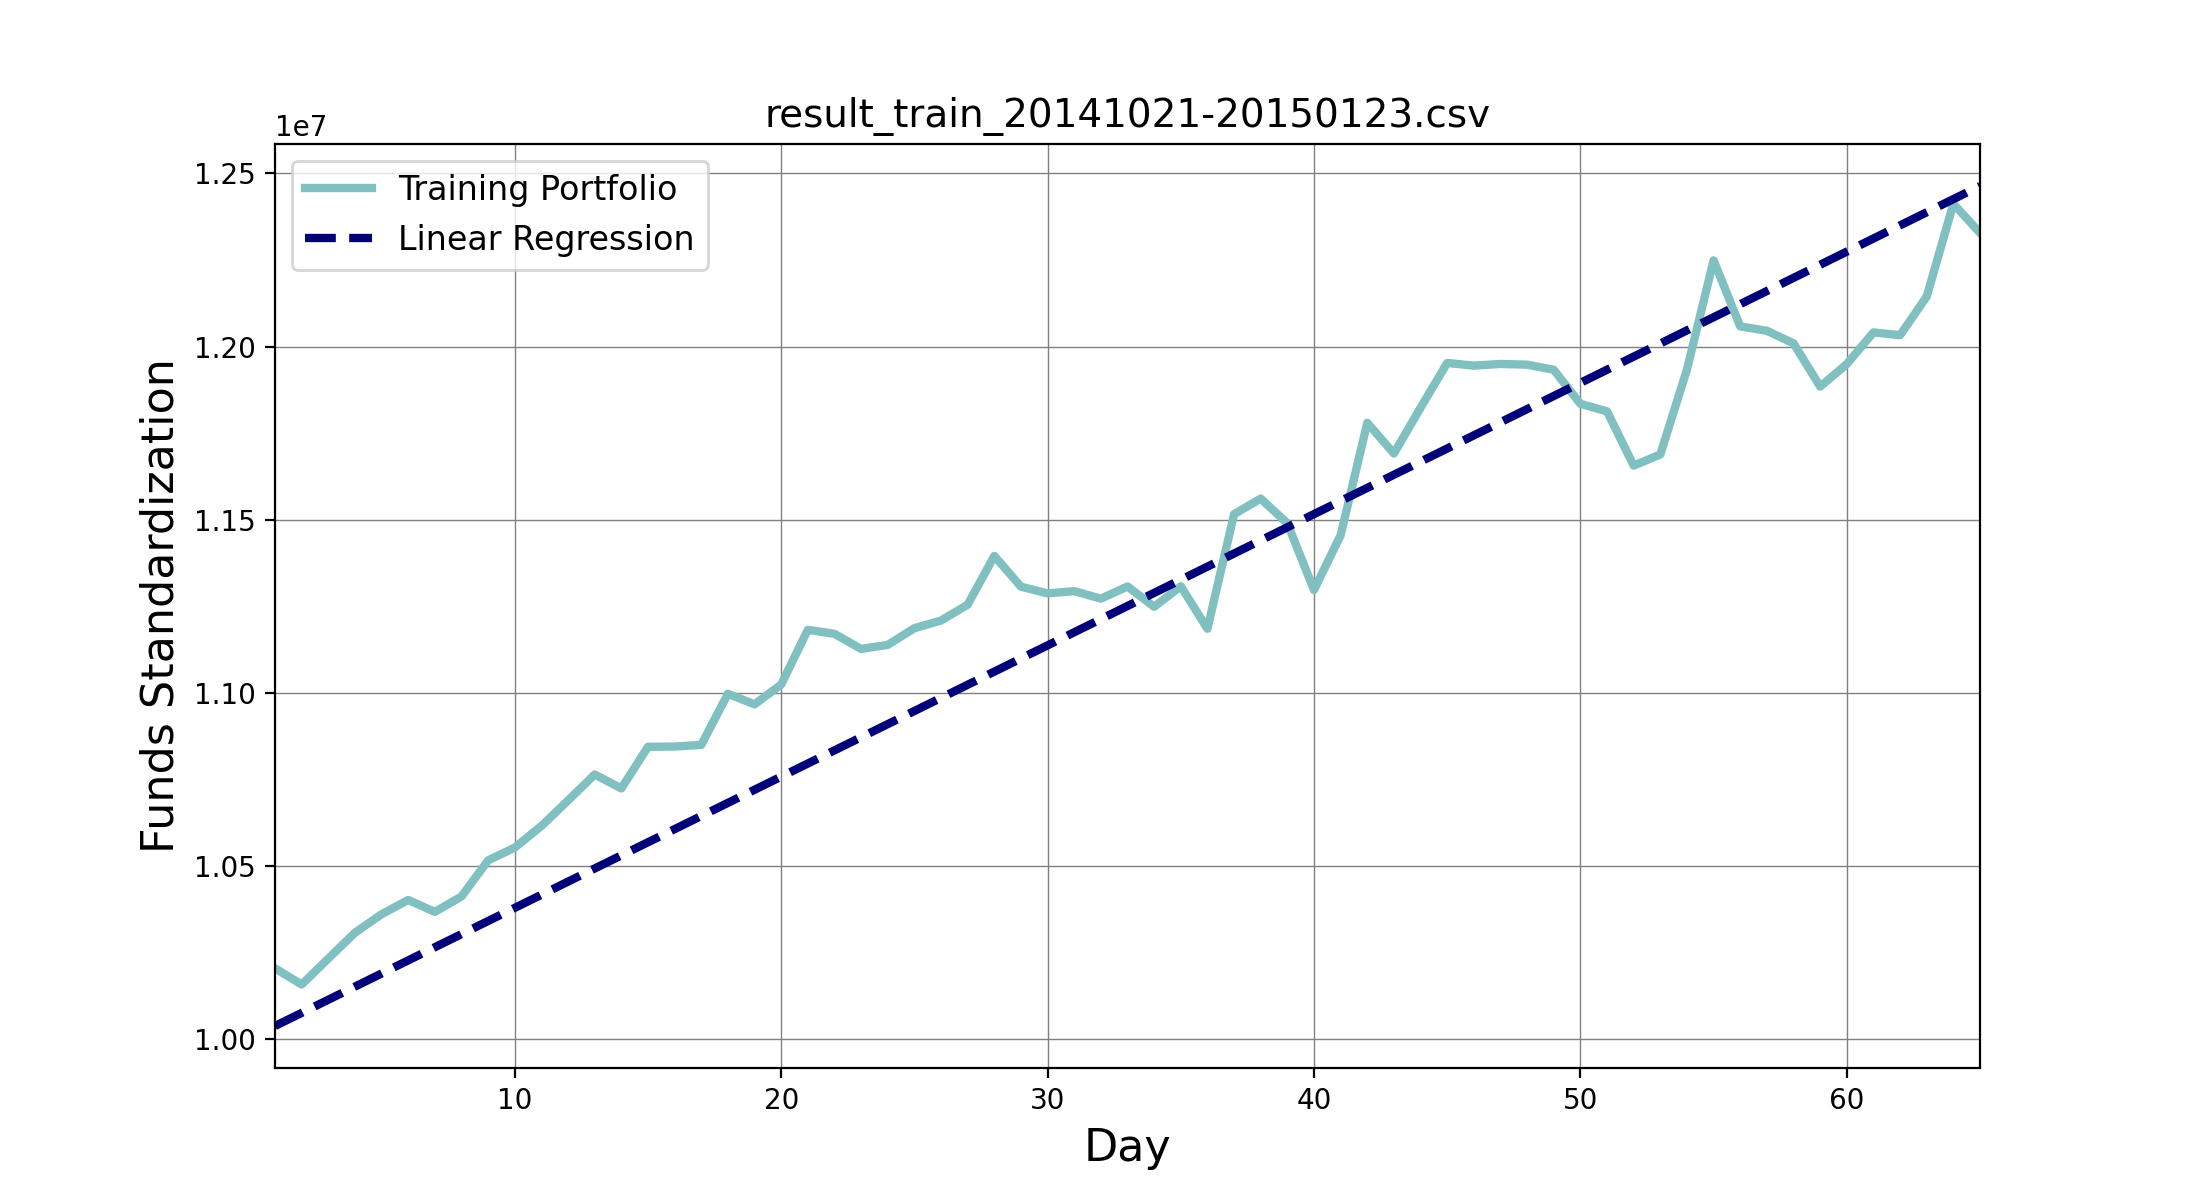 result_train_20141021-20150123.csv
1e7
Training Portfolio
Linear Regression
Funds Standardization
1.25
1.20
1.15
1.10
1.05
1.00
10 20 30 40 50 60
Day